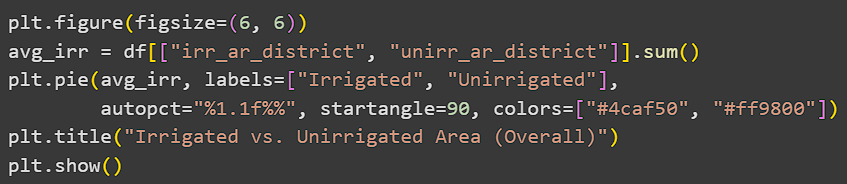 plt.figure(figsize=(6, 6))
avg_irr = df[["irr_ar_district", "unirr_ar_district"]].sum()
plt.pie(avg_irr, labels=["Irrigated", "Unirrigated"],
        autopct="%1.1f%%", startangle=90, colors=["#4caf50", "#ff9800"])
plt.title("Irrigated vs. Unirrigated Area (Overall)")
plt.show()